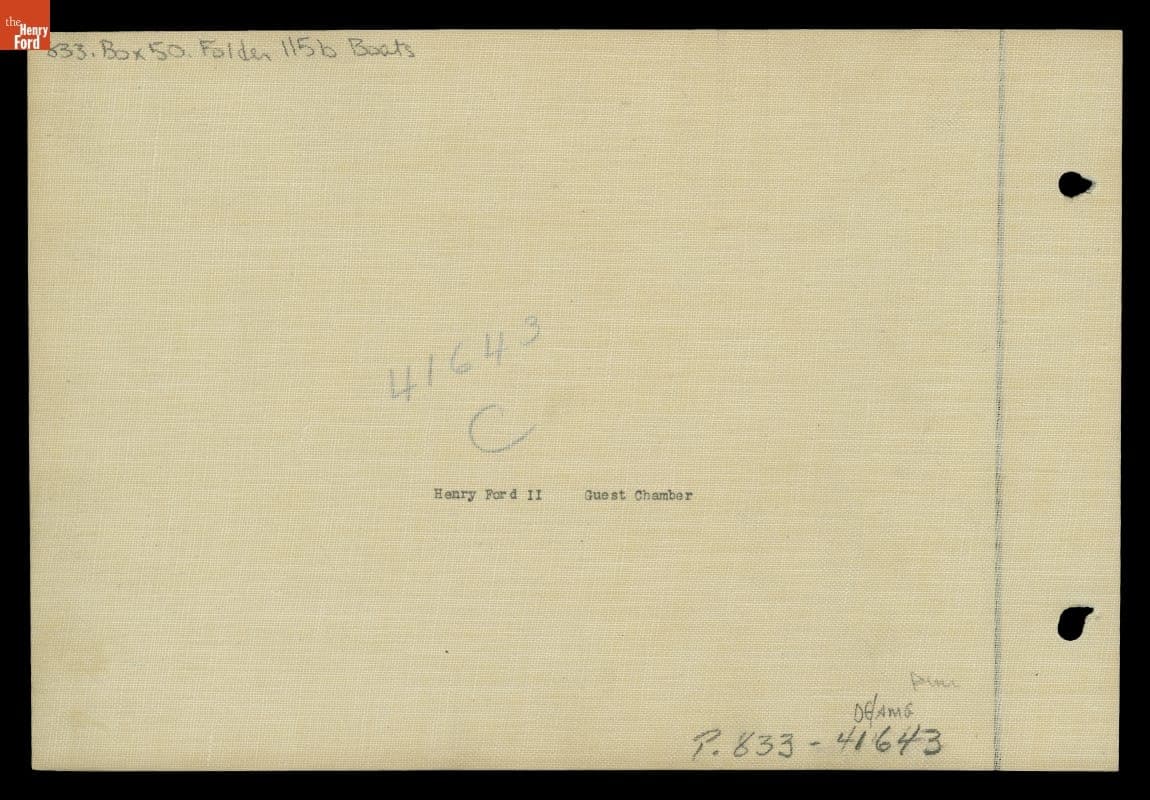 the Henry Ford
833. Box 50. Folder 115b Boats
41643
C
Henry Ford II Guest Chamber
P. 833 - 41643